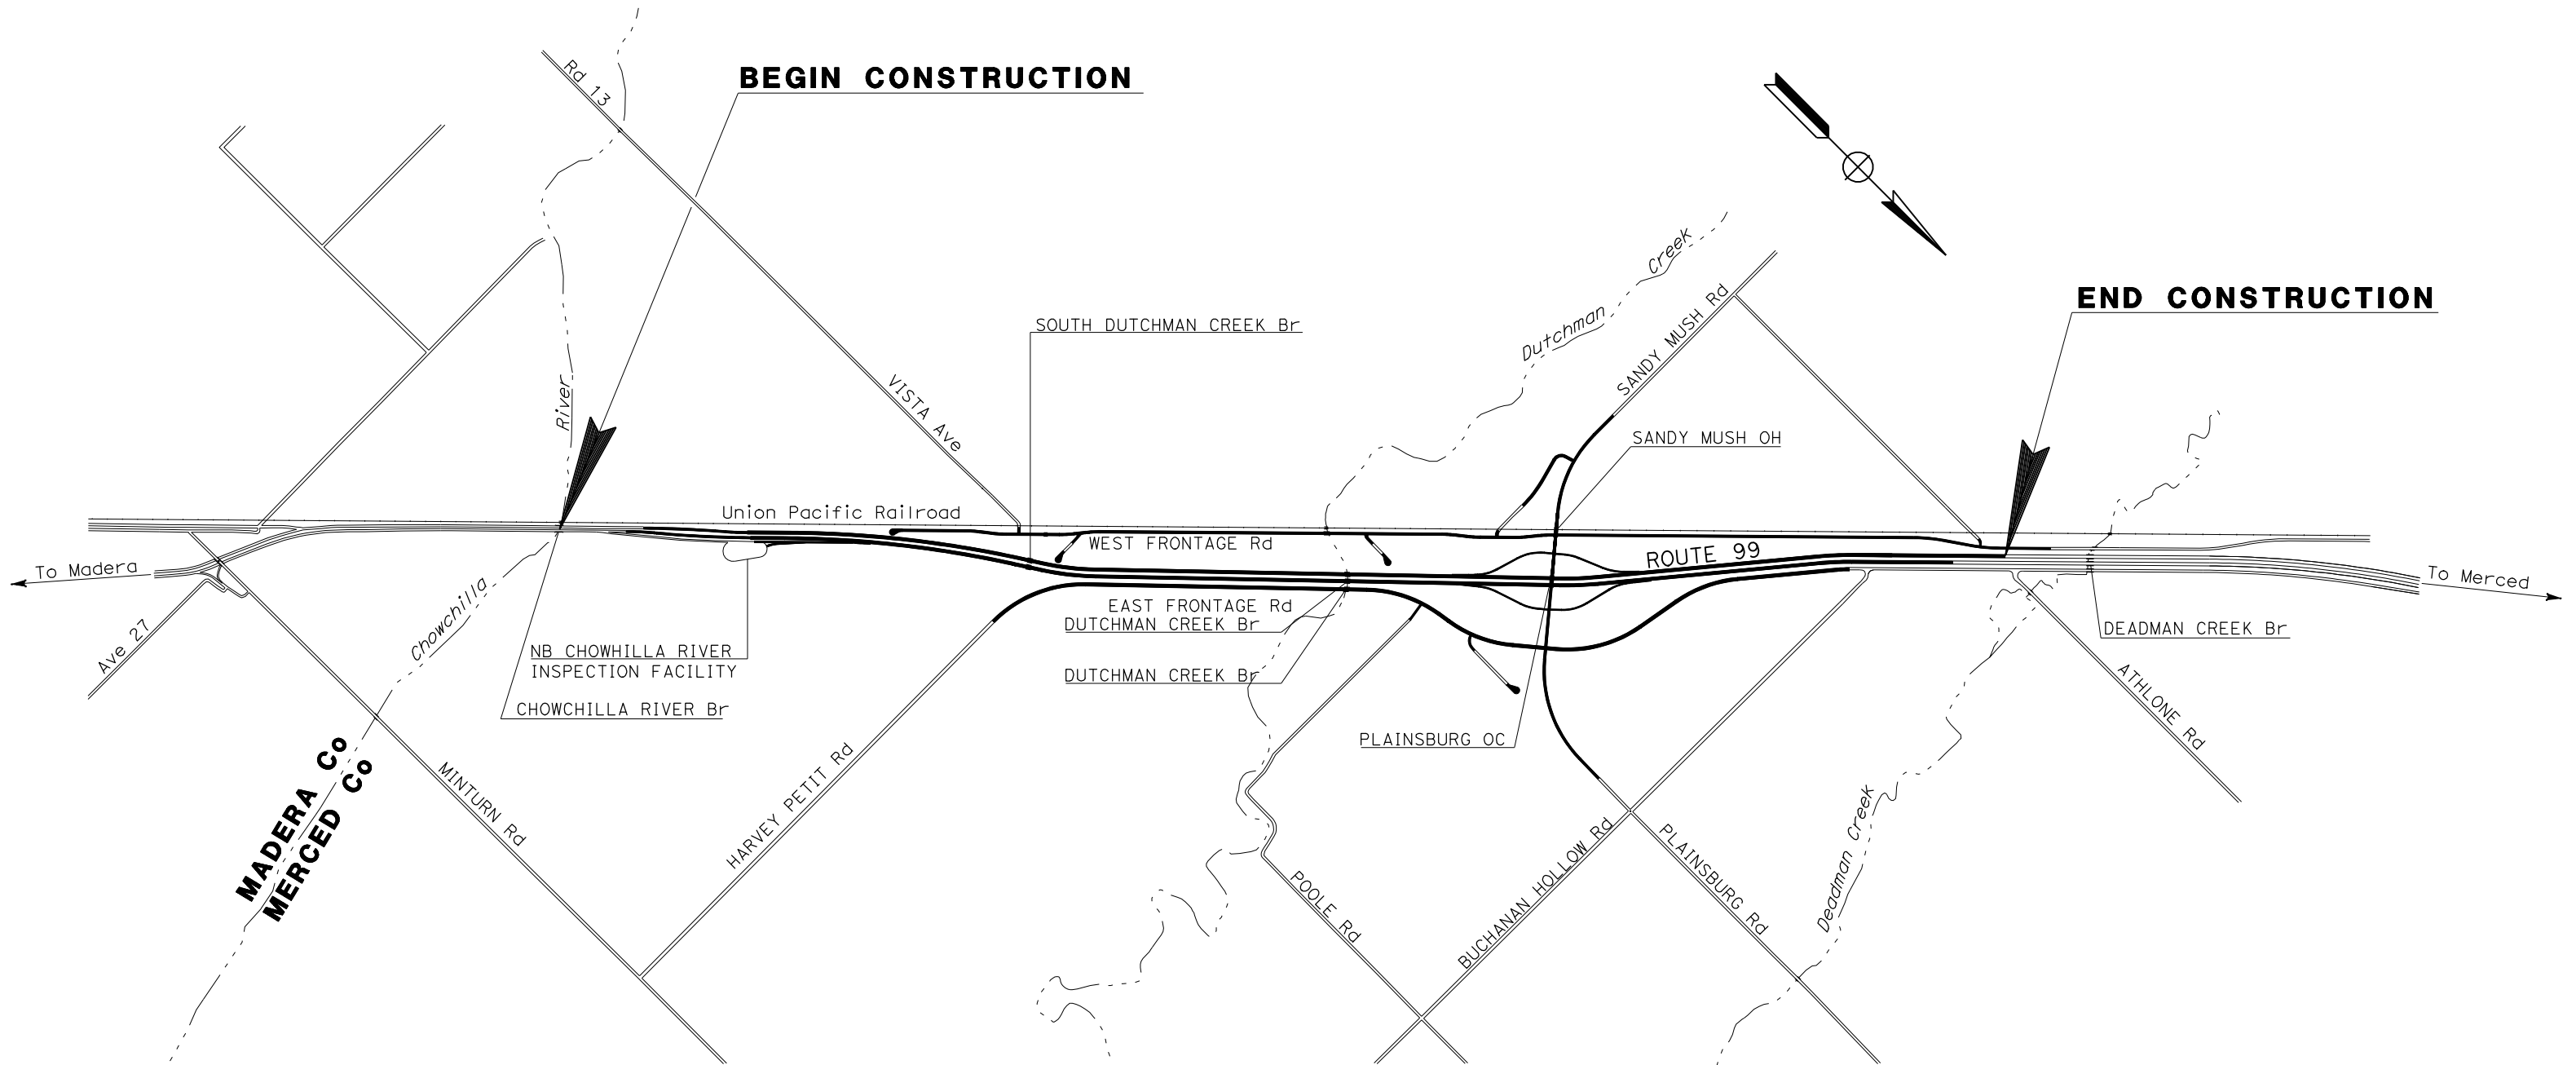 Rd 13
BEGIN CONSTRUCTION
Creek
Dutchman
SANDY MUSH Rd
END CONSTRUCTION
SOUTH DUTCHMAN CREEK Br
River
VISTA Ave
SANDY MUSH OH
Union Pacific Railroad
WEST FRONTAGE Rd
ROUTE 99
To Madera
To Merced
Ave 27
Chowchilla
EAST FRONTAGE Rd
DUTCHMAN CREEK Br
DEADMAN CREEK Br
NB CHOWHILLA RIVER
INSPECTION FACILITY
DUTCHMAN CREEK Br
CHOWCHILLA RIVER Br
PLAINSBURG OC
ATHLONE Rd
MADERA Co
MERCED Co
MINTURN Rd
HARVEY PETIT Rd
POOLE Rd
BUCHANAN HOLLOW Rd
PLAINSBURG Rd
Deadman Creek